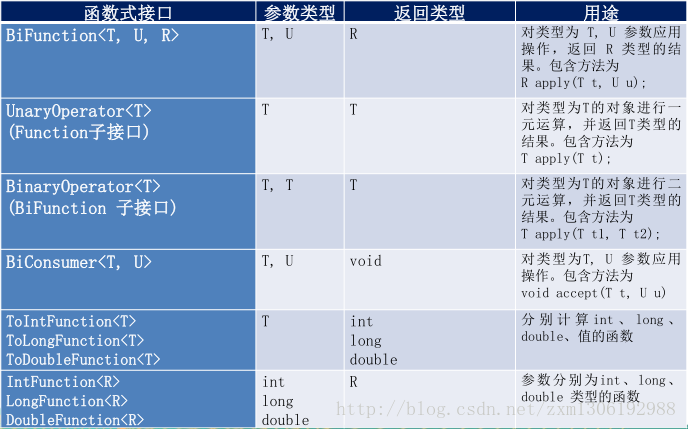 函数式接口 参数类型 返回类型 用途
BiFunction<T, U, R> T, U R 对类型为 T, U 参数应用
操作，返回 R 类型的结
果。包含方法为
R apply(T t, U u);
UnaryOperator<T> T T 对类型为T的对象进行一
(Function子接口) 元运算，并返回T类型的
结果。包含方法为
T apply(T t);
BinaryOperator<T> T, T T 对类型为T的对象进行二
(BiFunction 子接口) 元运算，并返回T类型的
结果。包含方法为
T apply(T t1, T t2);
BiConsumer<T, U> T, U void 对类型为T, U 参数应用
操作。包含方法为
void accept(T t, U u)
ToIntFunction<T> T int 分别计算int、long、
ToLongFunction<T> long double、值的函数
ToDoubleFunction<T> double
IntFunction<R> int R 参数分别为int、long、
LongFunction<R> long double 类型的函数
DoubleFunction<R> double
http://blog.csdn.net/zxm1306192988